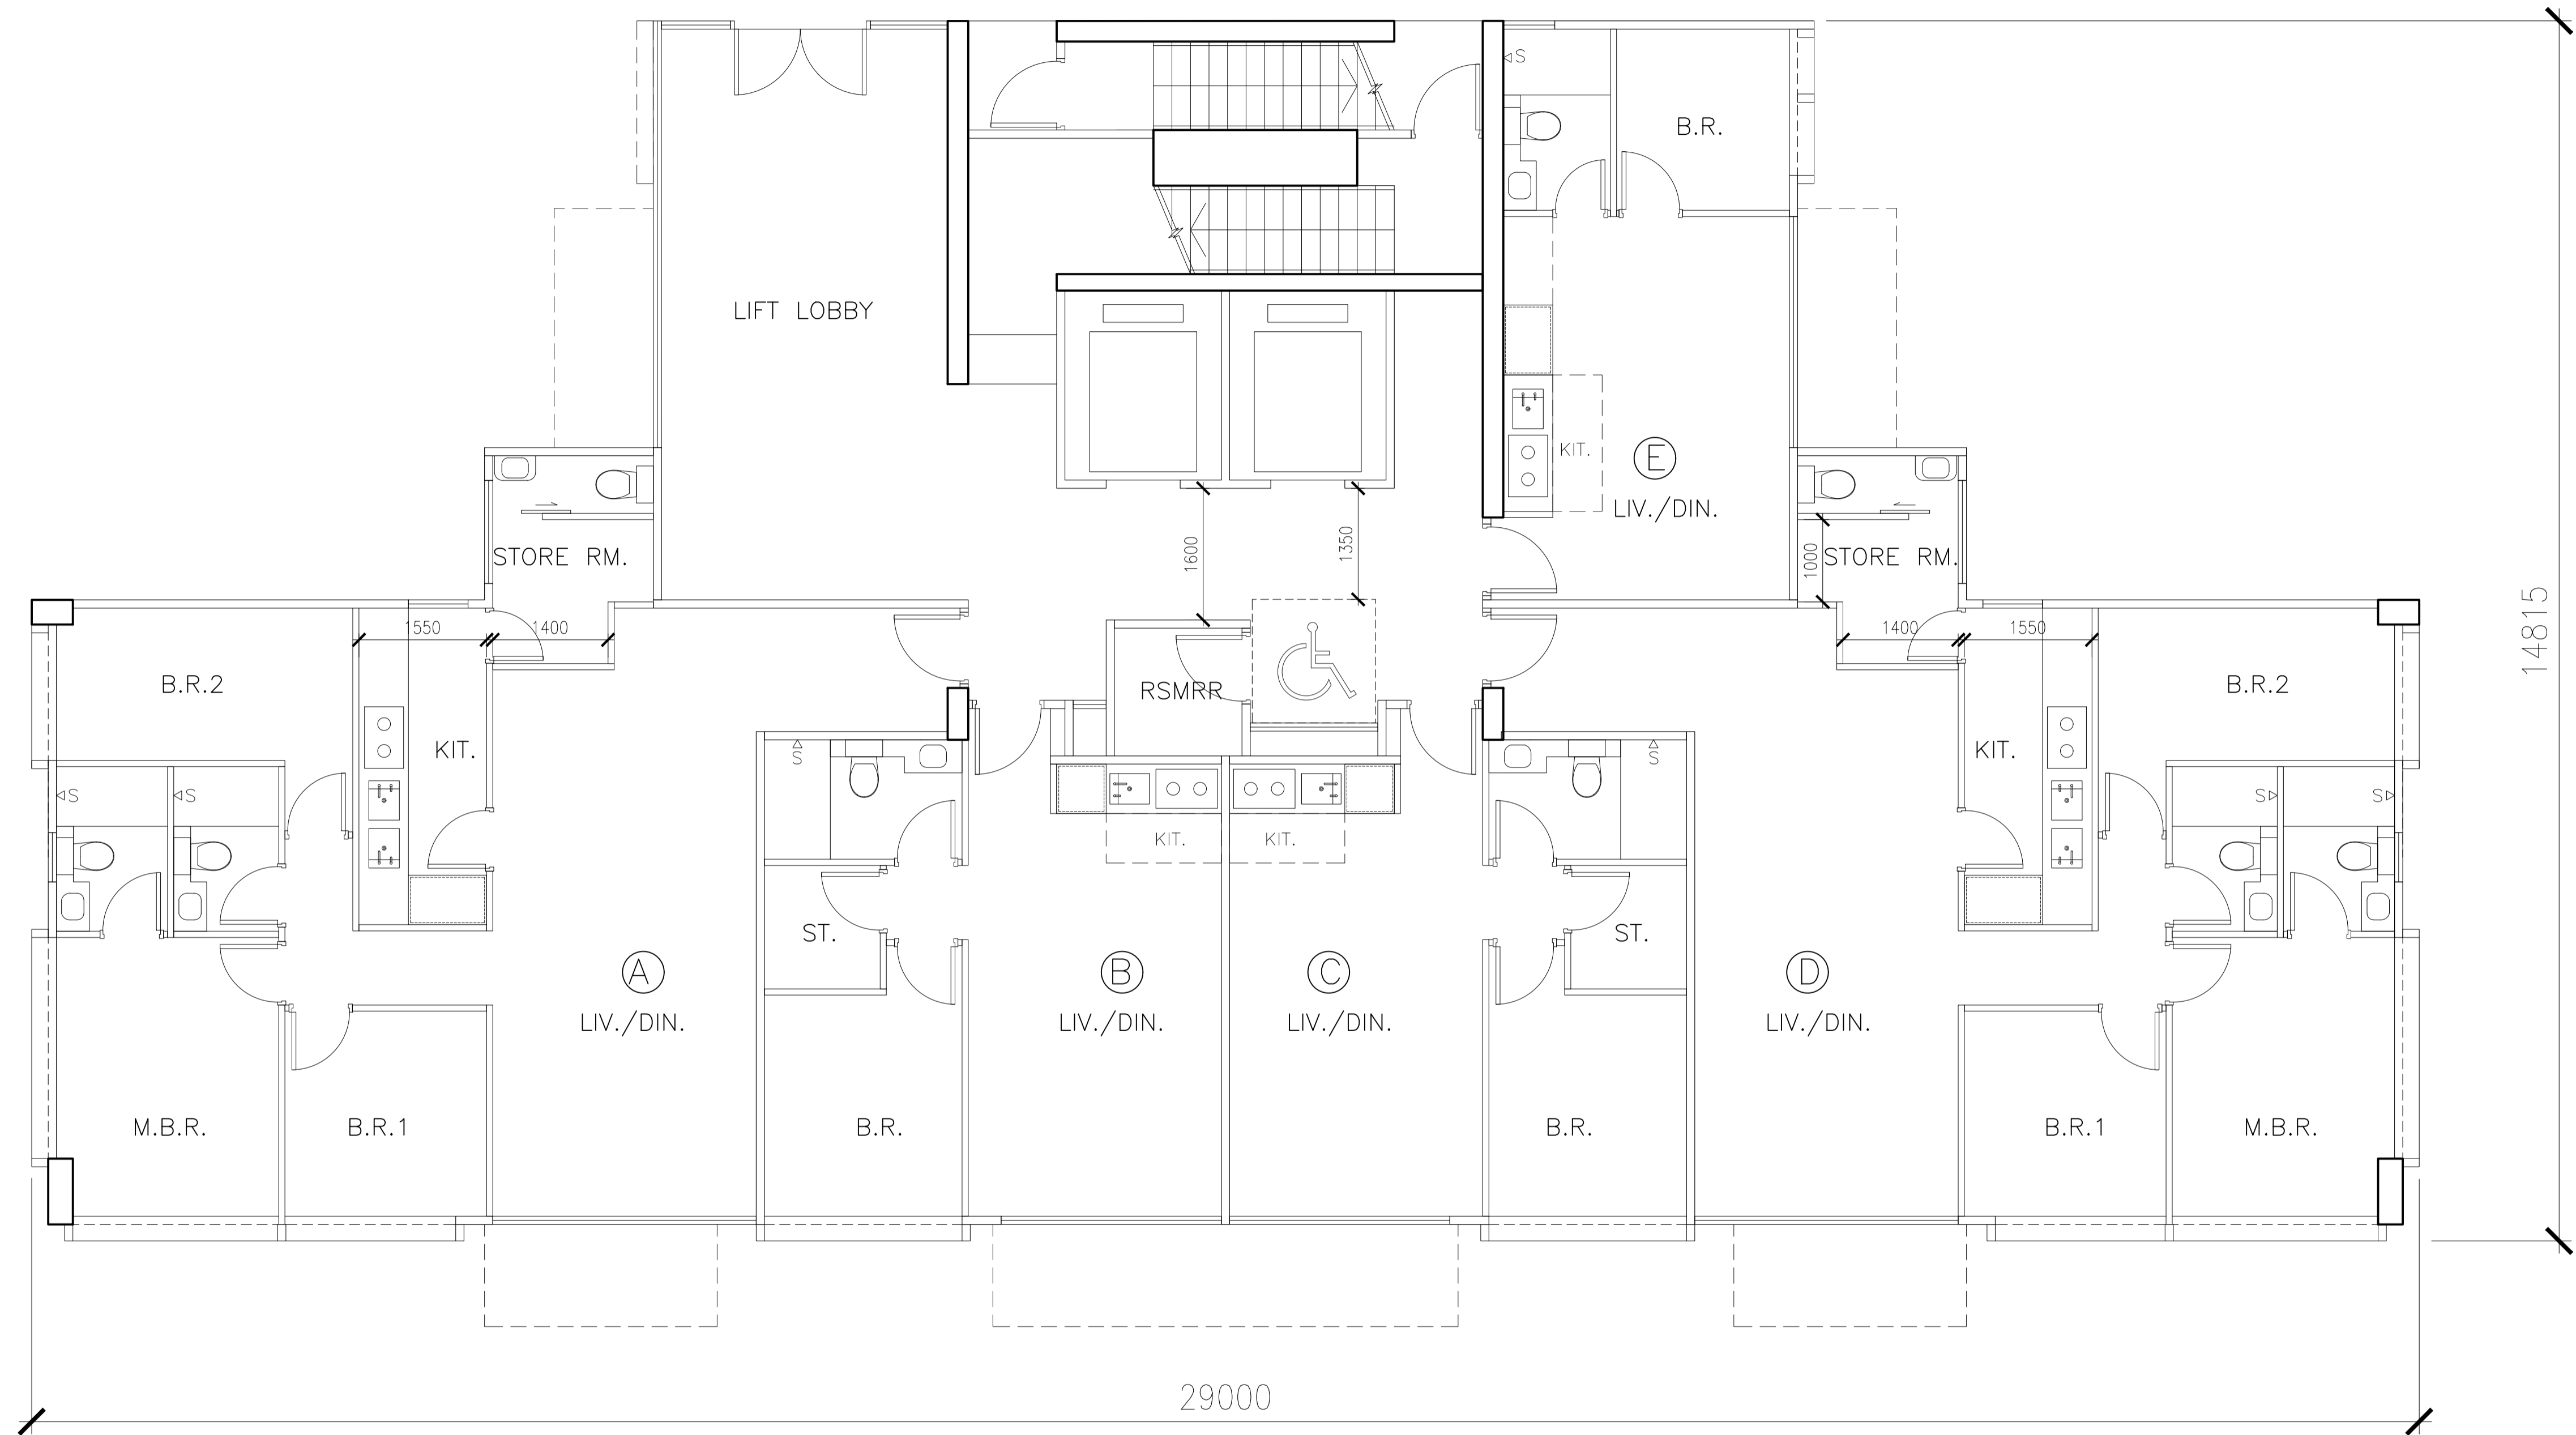 S
B.R.
LIFT LOBBY
KIT.
E
LIV./DIN.
1600
1350
1000
STORE RM.
STORE RM.
14815
1550
1400
1400
1550
B.R.2
RSMRR
B.R.2
KIT.
S
S
KIT.
S
S
S
S
KIT.
KIT.
ST.
ST.
A
B
C
D
LIV./DIN.
LIV./DIN.
LIV./DIN.
LIV./DIN.
M.B.R.
B.R.1
B.R.
B.R.
B.R.1
M.B.R.
29000